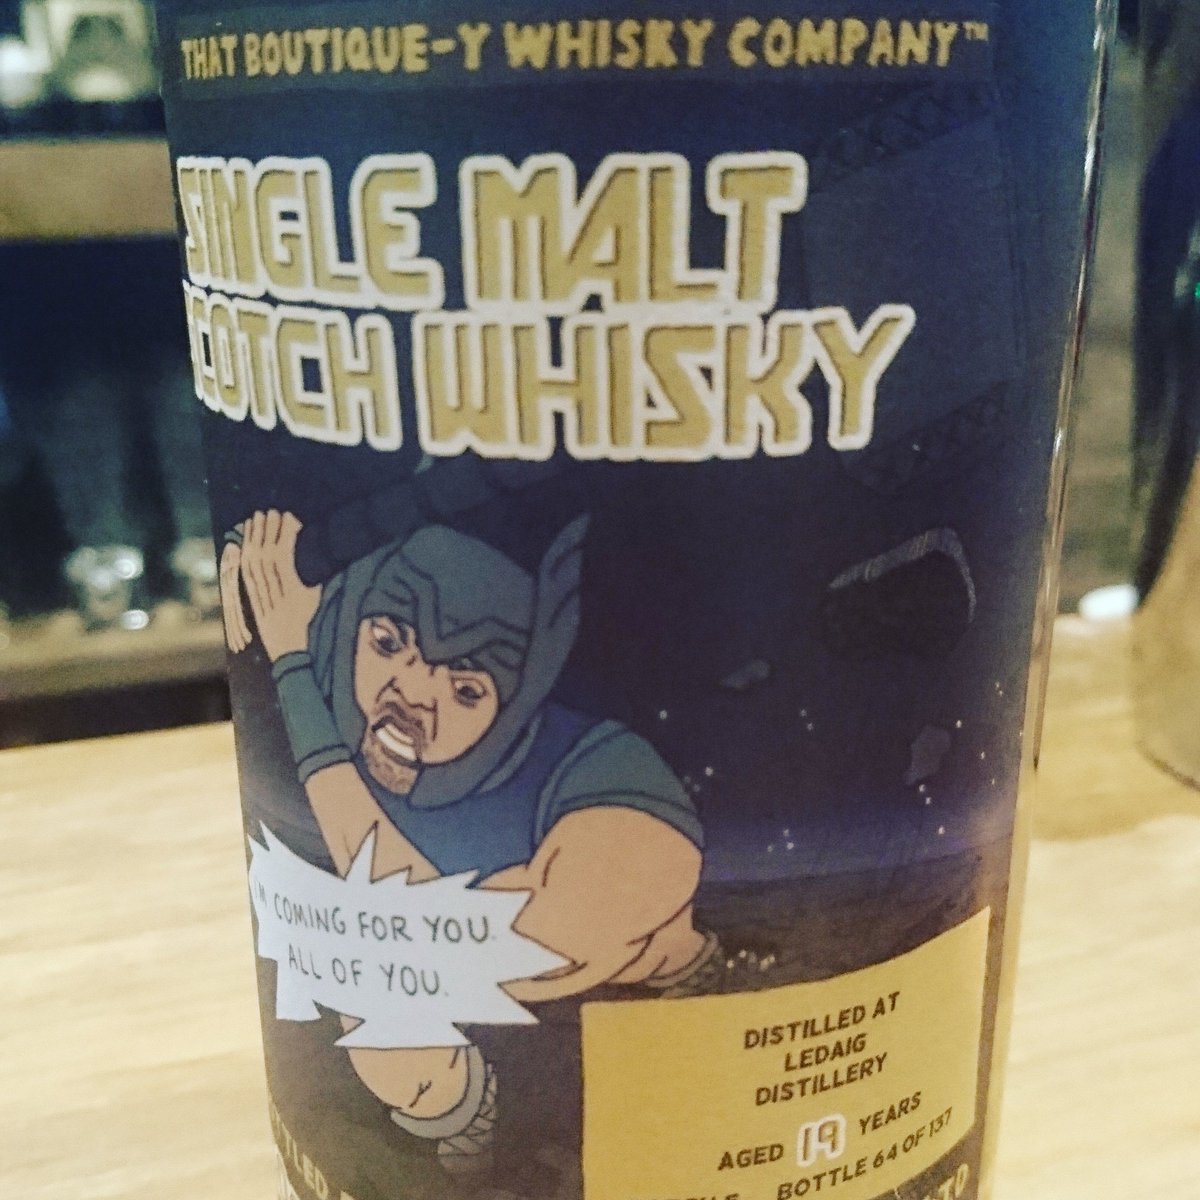 THAT BOUTIQUE-Y WHISKY COMPANY™
SINGLE MALT
SCOTCH WHISKY
I'M COMING FOR YOU.
ALL OF YOU.
DISTILLED AT
LEDAIG
DISTILLERY
AGED 19 YEARS
BOTTLE 64 OF 137